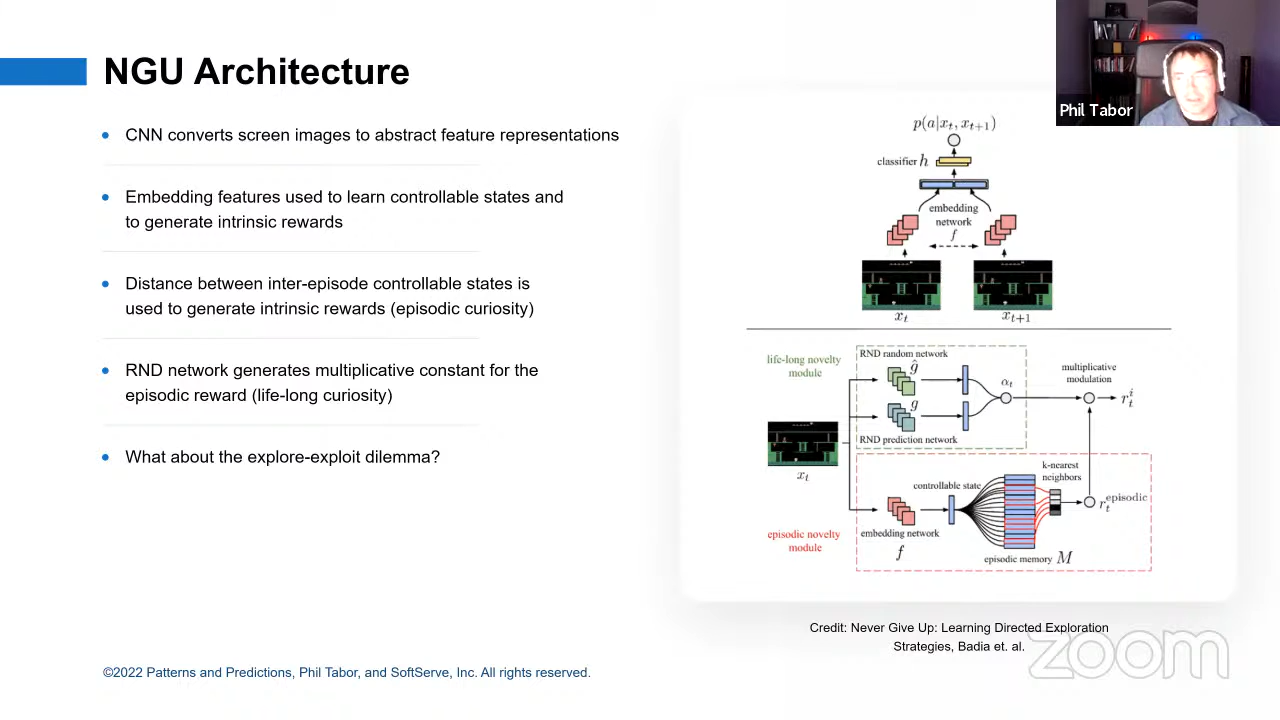 NGU Architecture
Phil Tabor
CNN converts screen images to abstract feature representations
Embedding features used to learn controllable states and
to generate intrinsic rewards
Distance between inter-episode controllable states is
used to generate intrinsic rewards (episodic curiosity)
RND network generates multiplicative constant for the
episodic reward (life-long curiosity)
What about the explore-exploit dilemma?
p(a|xₜ, xₜ₊₁)
classifier h
embedding
network
f
xₜ
xₜ₊₁
life-long novelty
module
RND random network
ĝ
g
RND prediction network
αₜ
multiplicative
modulation
rₜⁱ
xₜ
k-nearest
neighbors
controllable state
rₜᵉᵖⁱˢᵒᵈⁱᶜ
episodic novelty
module
embedding network
f
episodic memory M
Credit: Never Give Up: Learning Directed Exploration
Strategies, Badia et. al.
zoom
©2022 Patterns and Predictions, Phil Tabor, and SoftServe, Inc. All rights reserved.